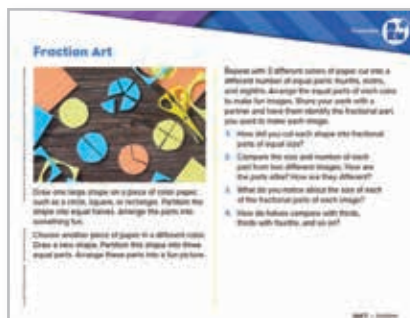 Fraction Art
Draw one large shape on a piece of color paper,
such as a circle, square, or rectangle. Partition the
shape into equal halves. Arrange the parts into
something fun.
Choose another piece of paper in a different color.
Draw a new shape. Partition this shape into three
equal parts. Arrange these parts into a fun picture.
Repeat with 3 different colors of paper cut into a
different number of equal parts: fourths, sixths,
and eighths. Arrange the equal parts of each color
to make fun images. Share your work with a
partner and have them identify the fractional part
you used to make each image.
1. How did you cut each shape into fractional
parts of equal size?
2. Compare the size and number of each
part from two different images. How are
the parts alike? How are they different?
3. What do you notice about the size of each
of the fractional parts of each image?
4. How do halves compare with thirds,
thirds with fourths, and so on?